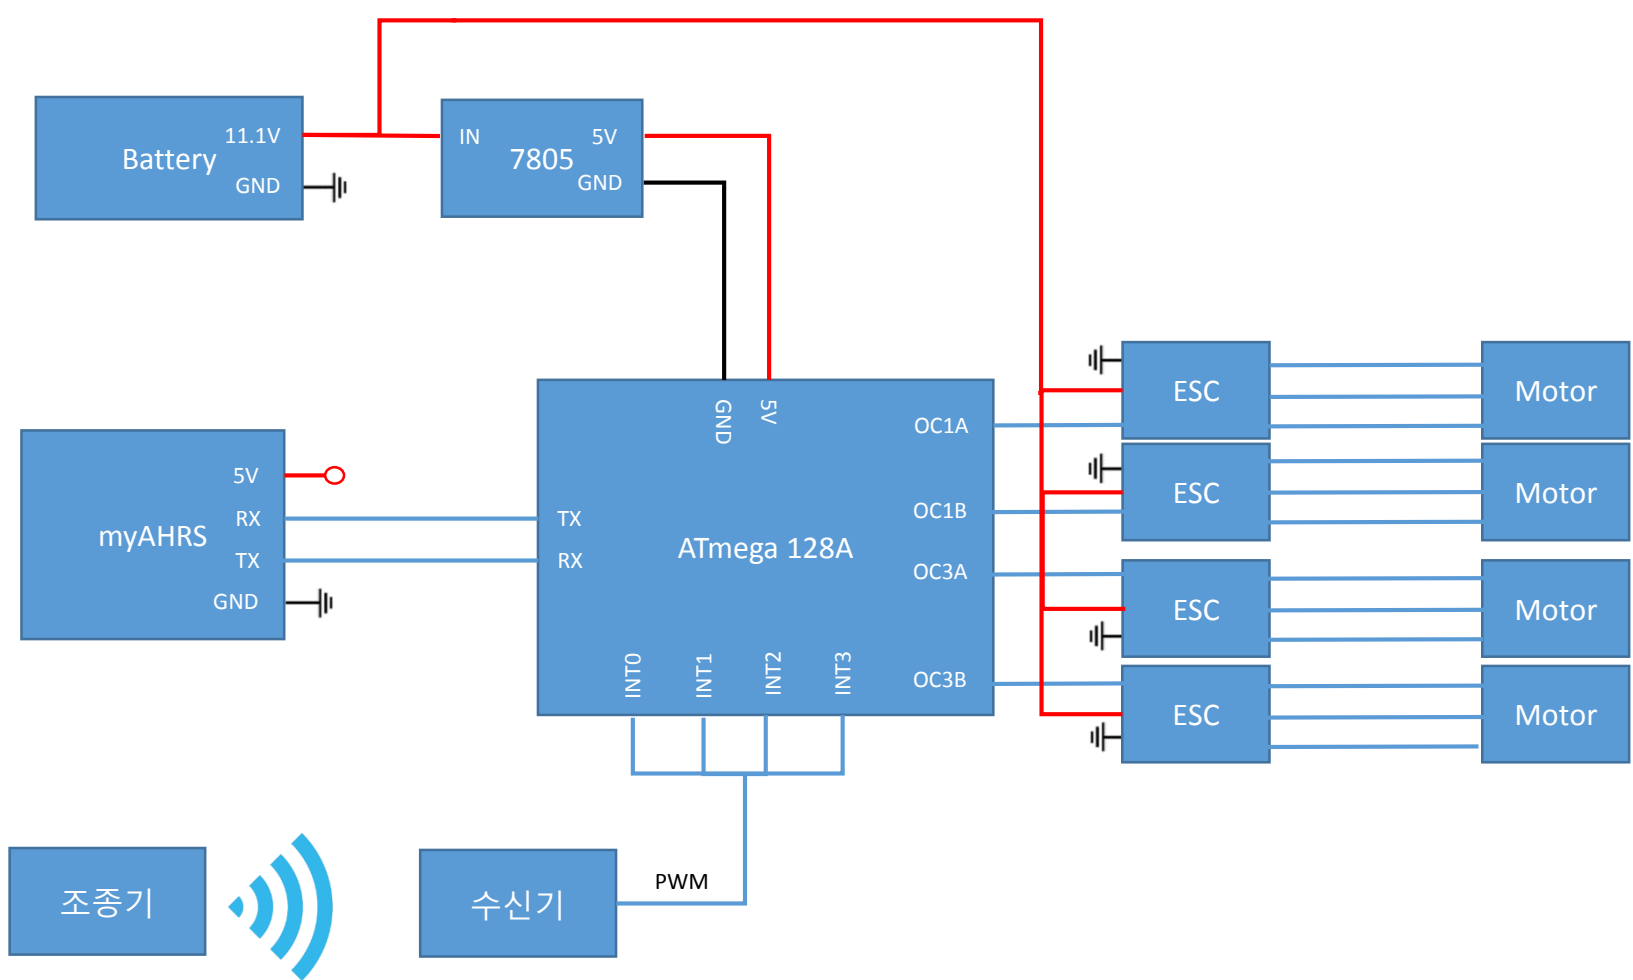 11.1V
Battery
GND
IN
5V
7805
GND
GND
5V
OC1A
ESC
Motor
5V
RX
myAHRS
TX
GND
TX
RX
ATmega 128A
OC1B
ESC
Motor
OC3A
ESC
Motor
INT0
INT1
INT2
INT3
OC3B
ESC
Motor
조종기
수신기
PWM